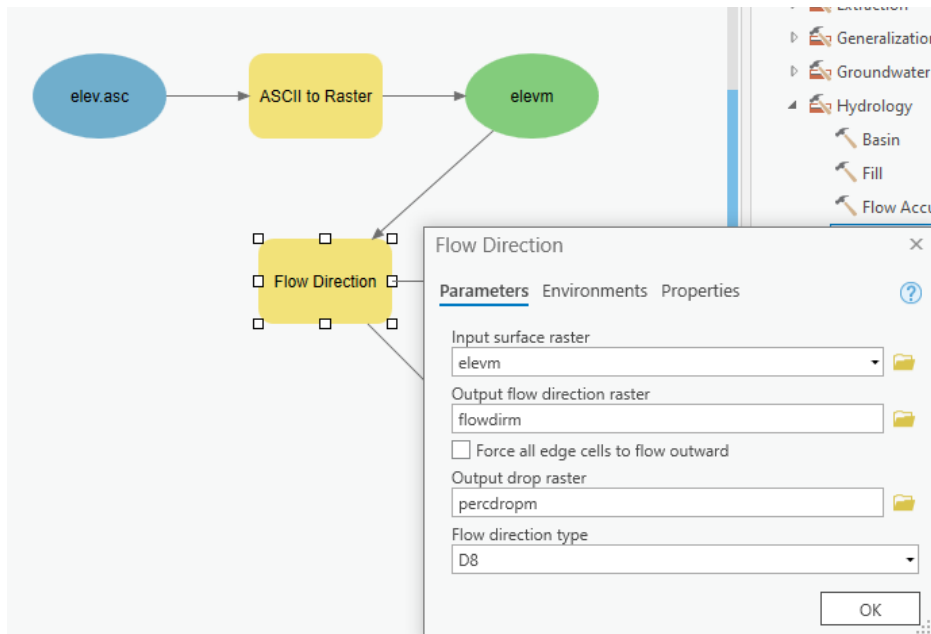 Generalization
elev.asc
ASCII to Raster
elevm
Groundwater
Hydrology
Basin
Fill
Flow Accu
Flow Direction
Flow Direction
Parameters Environments Properties
?
Input surface raster
elevm
Output flow direction raster
flowdirm
Force all edge cells to flow outward
Output drop raster
percdropm
Flow direction type
D8
OK